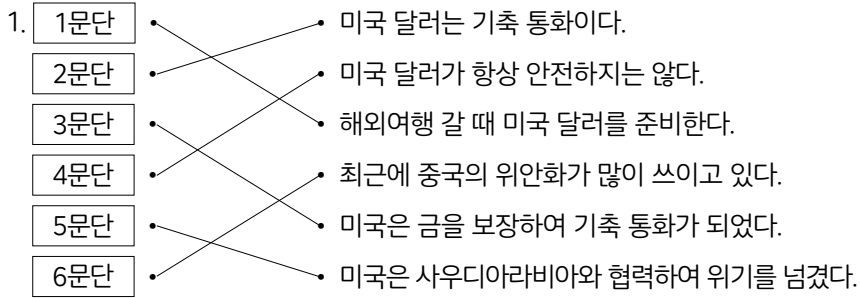 1. 1문단 미국 달러는 기축 통화이다.
2문단 미국 달러가 항상 안전하지는 않다.
3문단 해외여행 갈 때 미국 달러를 준비한다.
4문단 최근에 중국의 위안화가 많이 쓰이고 있다.
5문단 미국은 금을 보장하여 기축 통화가 되었다.
6문단 미국은 사우디아라비아와 협력하여 위기를 넘겼다.